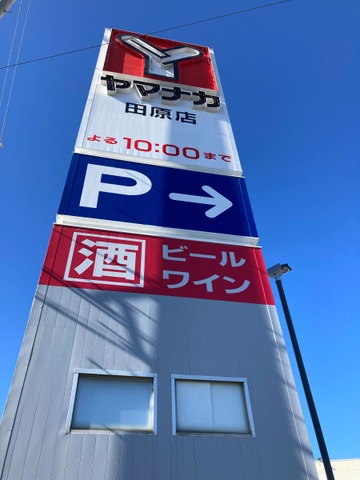 Y
ヤマナカ
田原店
よる10:00まで
P→
酒 ビール
ワイン